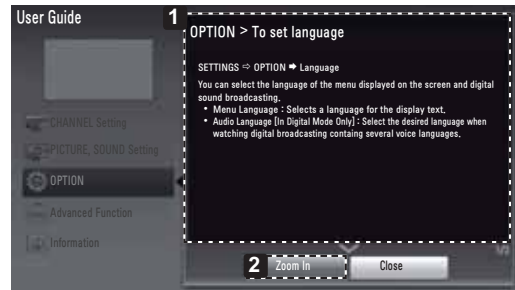 User Guide
1
OPTION > To set language
SETTINGS ⇨ OPTION ➡ Language
You can select the language of the menu displayed on the screen and digital
sound broadcasting.
• Menu Language : Selects a language for the display text.
• Audio Language [In Digital Mode Only] : Select the desired language when
watching digital broadcasting containg several voice languages.
CHANNEL Setting
PICTURE, SOUND Setting
OPTION
Advanced Function
Information
2
Zoom In
Close